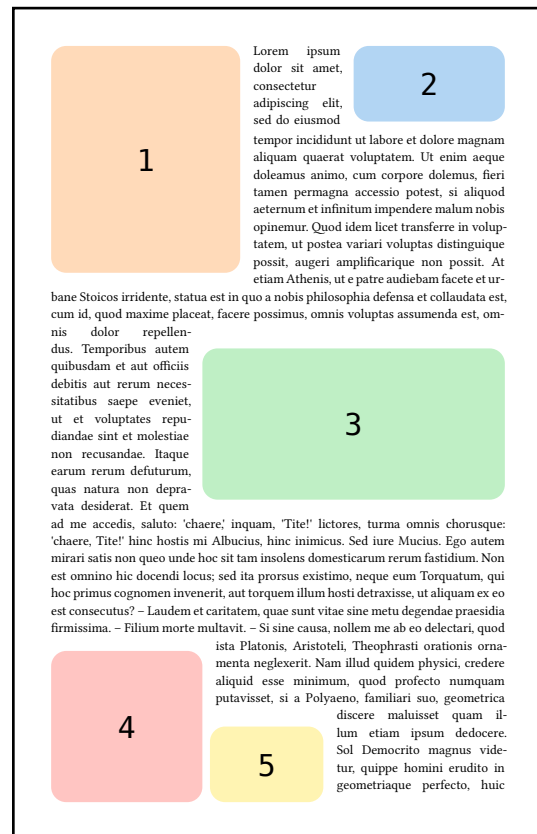 Lorem ipsum
dolor sit amet,
consectetur
adipiscing elit,
sed do eiusmod
2
1
tempor incididunt ut labore et dolore magnam
aliquam quaerat voluptatem. Ut enim aeque
doleamus animo, cum corpore dolemus, fieri
tamen permagna accessio potest, si aliquod
aeternum et infinitum impendere malum nobis
opinemur. Quod idem licet transferre in volup-
tatem, ut postea variari voluptas distinguique
possit, augeri amplificarique non possit. At
etiam Athenis, ut e patre audiebam facete et ur-
bane Stoicos irridente, statua est in quo a nobis philosophia defensa et collaudata est,
cum id, quod maxime placeat, facere possimus, omnis voluptas assumenda est, om-
nis dolor repellen-
dus. Temporibus autem
quibusdam et aut officiis
debitis aut rerum neces-
sitatibus saepe eveniet,
ut et voluptates repu-
diandae sint et molestiae
non recusandae. Itaque
earum rerum defuturum,
quas natura non depra-
vata desiderat. Et quem
3
ad me accedis, saluto: 'chaere,' inquam, 'Tite!' lictores, turma omnis chorusque:
'chaere, Tite!' hinc hostis mi Albucius, hinc inimicus. Sed iure Mucius. Ego autem
mirari satis non queo unde hoc sit tam insolens domesticarum rerum fastidium. Non
est omnino hic docendi locus; sed ita prorsus existimo, neque eum Torquatum, qui
hoc primus cognomen invenerit, aut torquem illum hosti detraxisse, ut aliquam ex eo
est consecutus? – Laudem et caritatem, quae sunt vitae sine metu degendae praesidia
firmissima. – Filium morte multavit. – Si sine causa, nollem me ab eo delectari, quod
ista Platonis, Aristoteli, Theophrasti orationis orna-
menta neglexerit. Nam illud quidem physici, credere
aliquid esse minimum, quod profecto numquam
putavisset, si a Polyaeno, familiari suo, geometrica
discere maluisset quam il-
lum etiam ipsum dedocere.
Sol Democrito magnus vide-
tur, quippe homini erudito in
geometriaque perfecto, huic
4
5